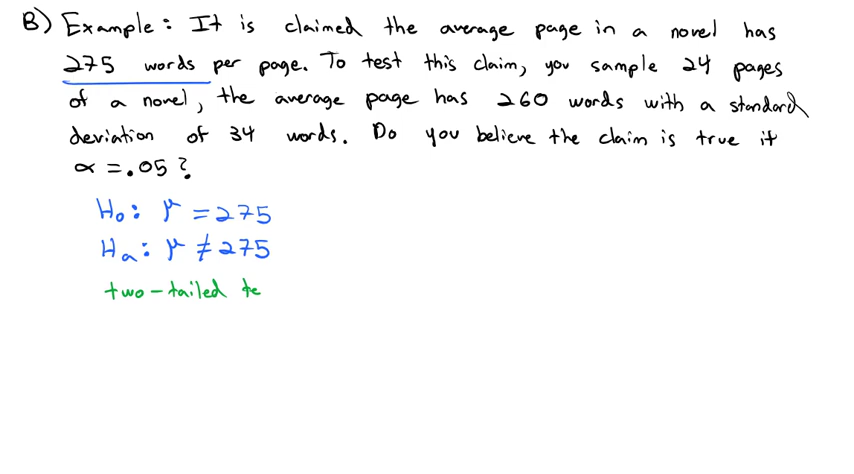 B) Example: It is claimed the average page in a novel has
275 words per page. To test this claim, you sample 24 pages
of a novel, the average page has 260 words with a standard
deviation of 34 words. Do you believe the claim is true if
α = .05?
H₀: μ = 275
Hₐ: μ ≠ 275
two-tailed te